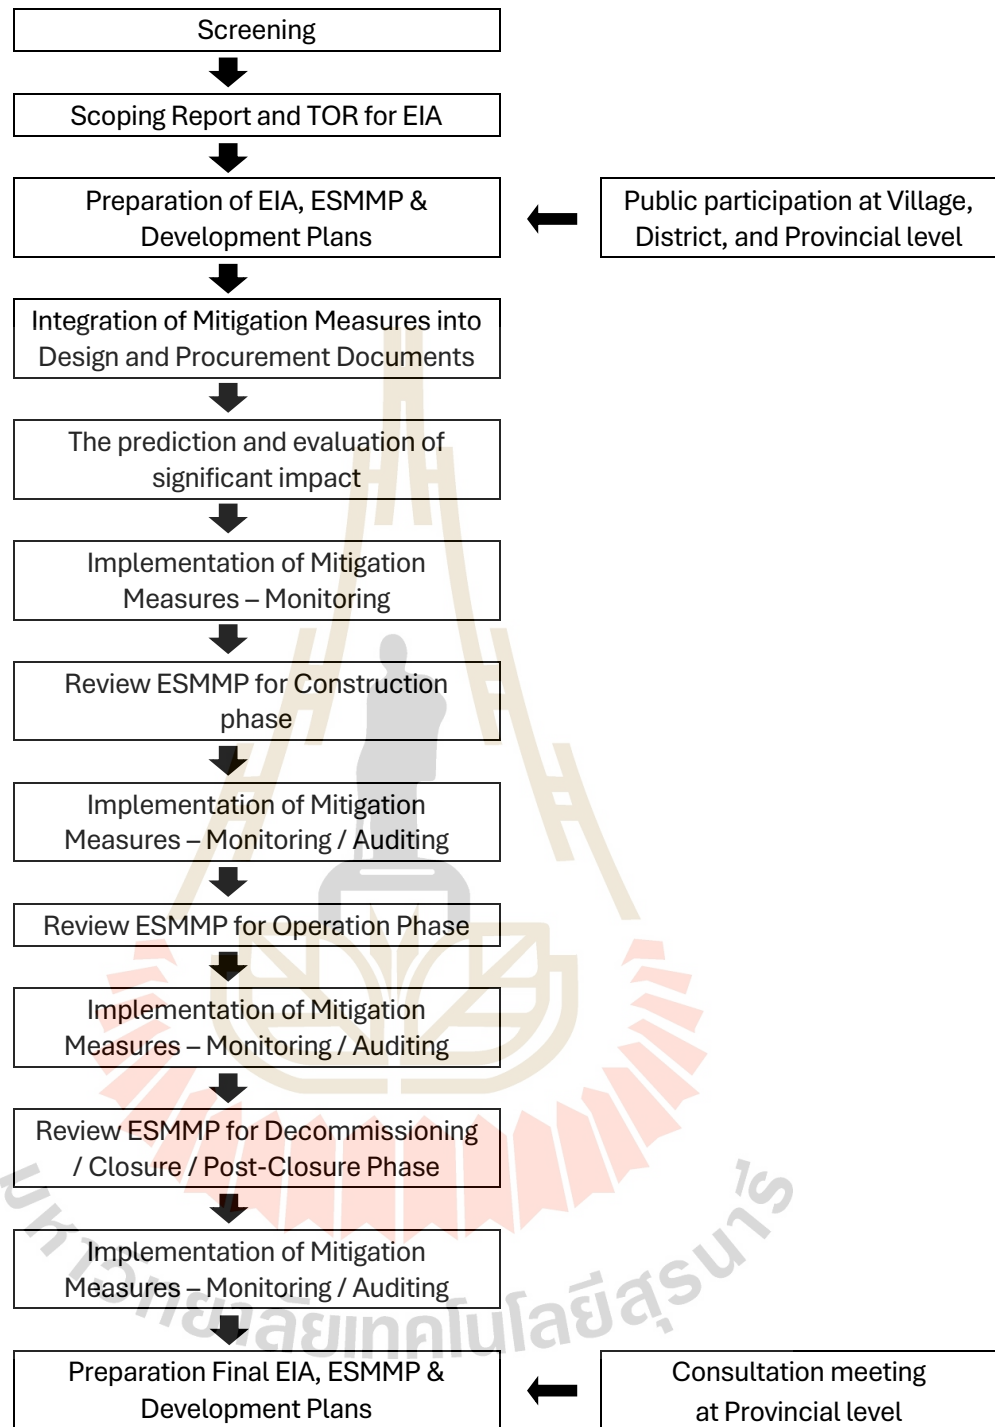 Screening
Scoping Report and TOR for EIA
Preparation of EIA, ESMMP &
Development Plans
Public participation at Village,
District, and Provincial level
Integration of Mitigation Measures into
Design and Procurement Documents
The prediction and evaluation of
significant impact
Implementation of Mitigation
Measures – Monitoring
Review ESMMP for Construction
phase
Implementation of Mitigation
Measures – Monitoring / Auditing
Review ESMMP for Operation Phase
Implementation of Mitigation
Measures – Monitoring / Auditing
Review ESMMP for Decommissioning
/ Closure / Post-Closure Phase
Implementation of Mitigation
Measures – Monitoring / Auditing
Preparation Final EIA, ESMMP &
Development Plans
Consultation meeting
at Provincial level
มหาวิทยาลัยเทคโนโลยีสุรนารี